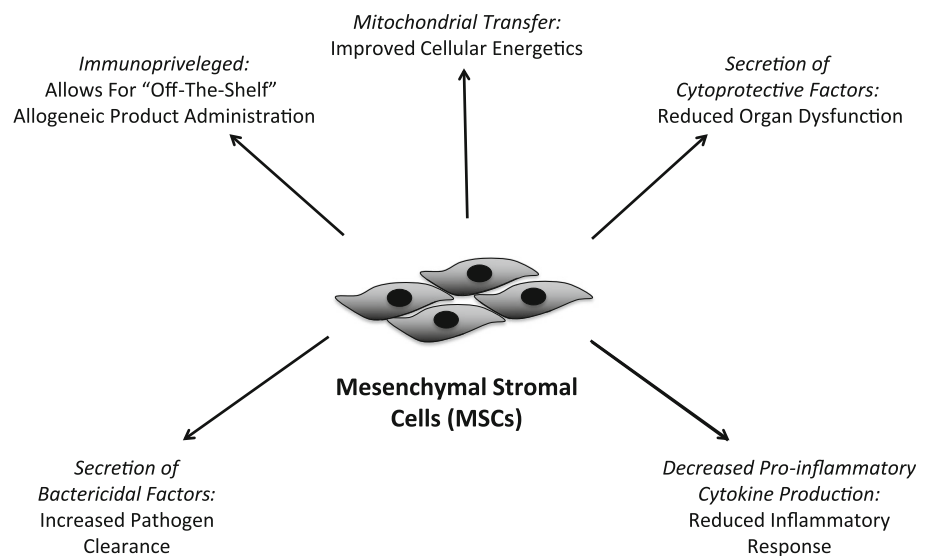 Mitochondrial Transfer:
Improved Cellular Energetics
Immunopriveleged:
Allows For “Off-The-Shelf”
Allogeneic Product Administration
Secretion of
Cytoprotective Factors:
Reduced Organ Dysfunction
Mesenchymal Stromal
Cells (MSCs)
Secretion of
Bactericidal Factors:
Increased Pathogen
Clearance
Decreased Pro-inflammatory
Cytokine Production:
Reduced Inflammatory
Response